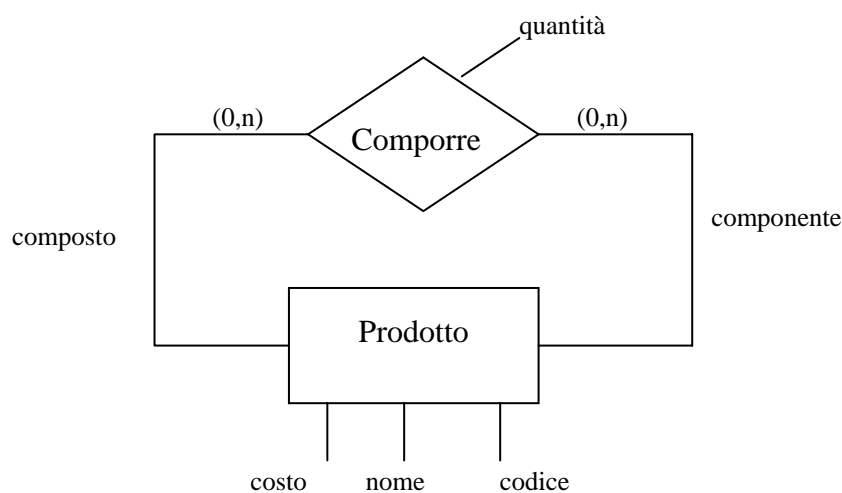 quantità
(0,n)
(0,n)
Comporre
composto
componente
Prodotto
costo
nome
codice